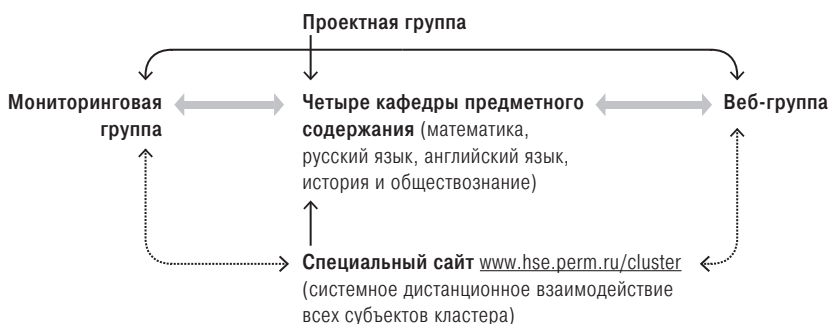 Проектная группа
Мониторинговая
группа
Четыре кафедры предметного
содержания (математика,
русский язык, английский язык,
история и обществознание)
Веб-группа
Специальный сайт www.hse.perm.ru/cluster
(системное дистанционное взаимодействие
всех субъектов кластера)